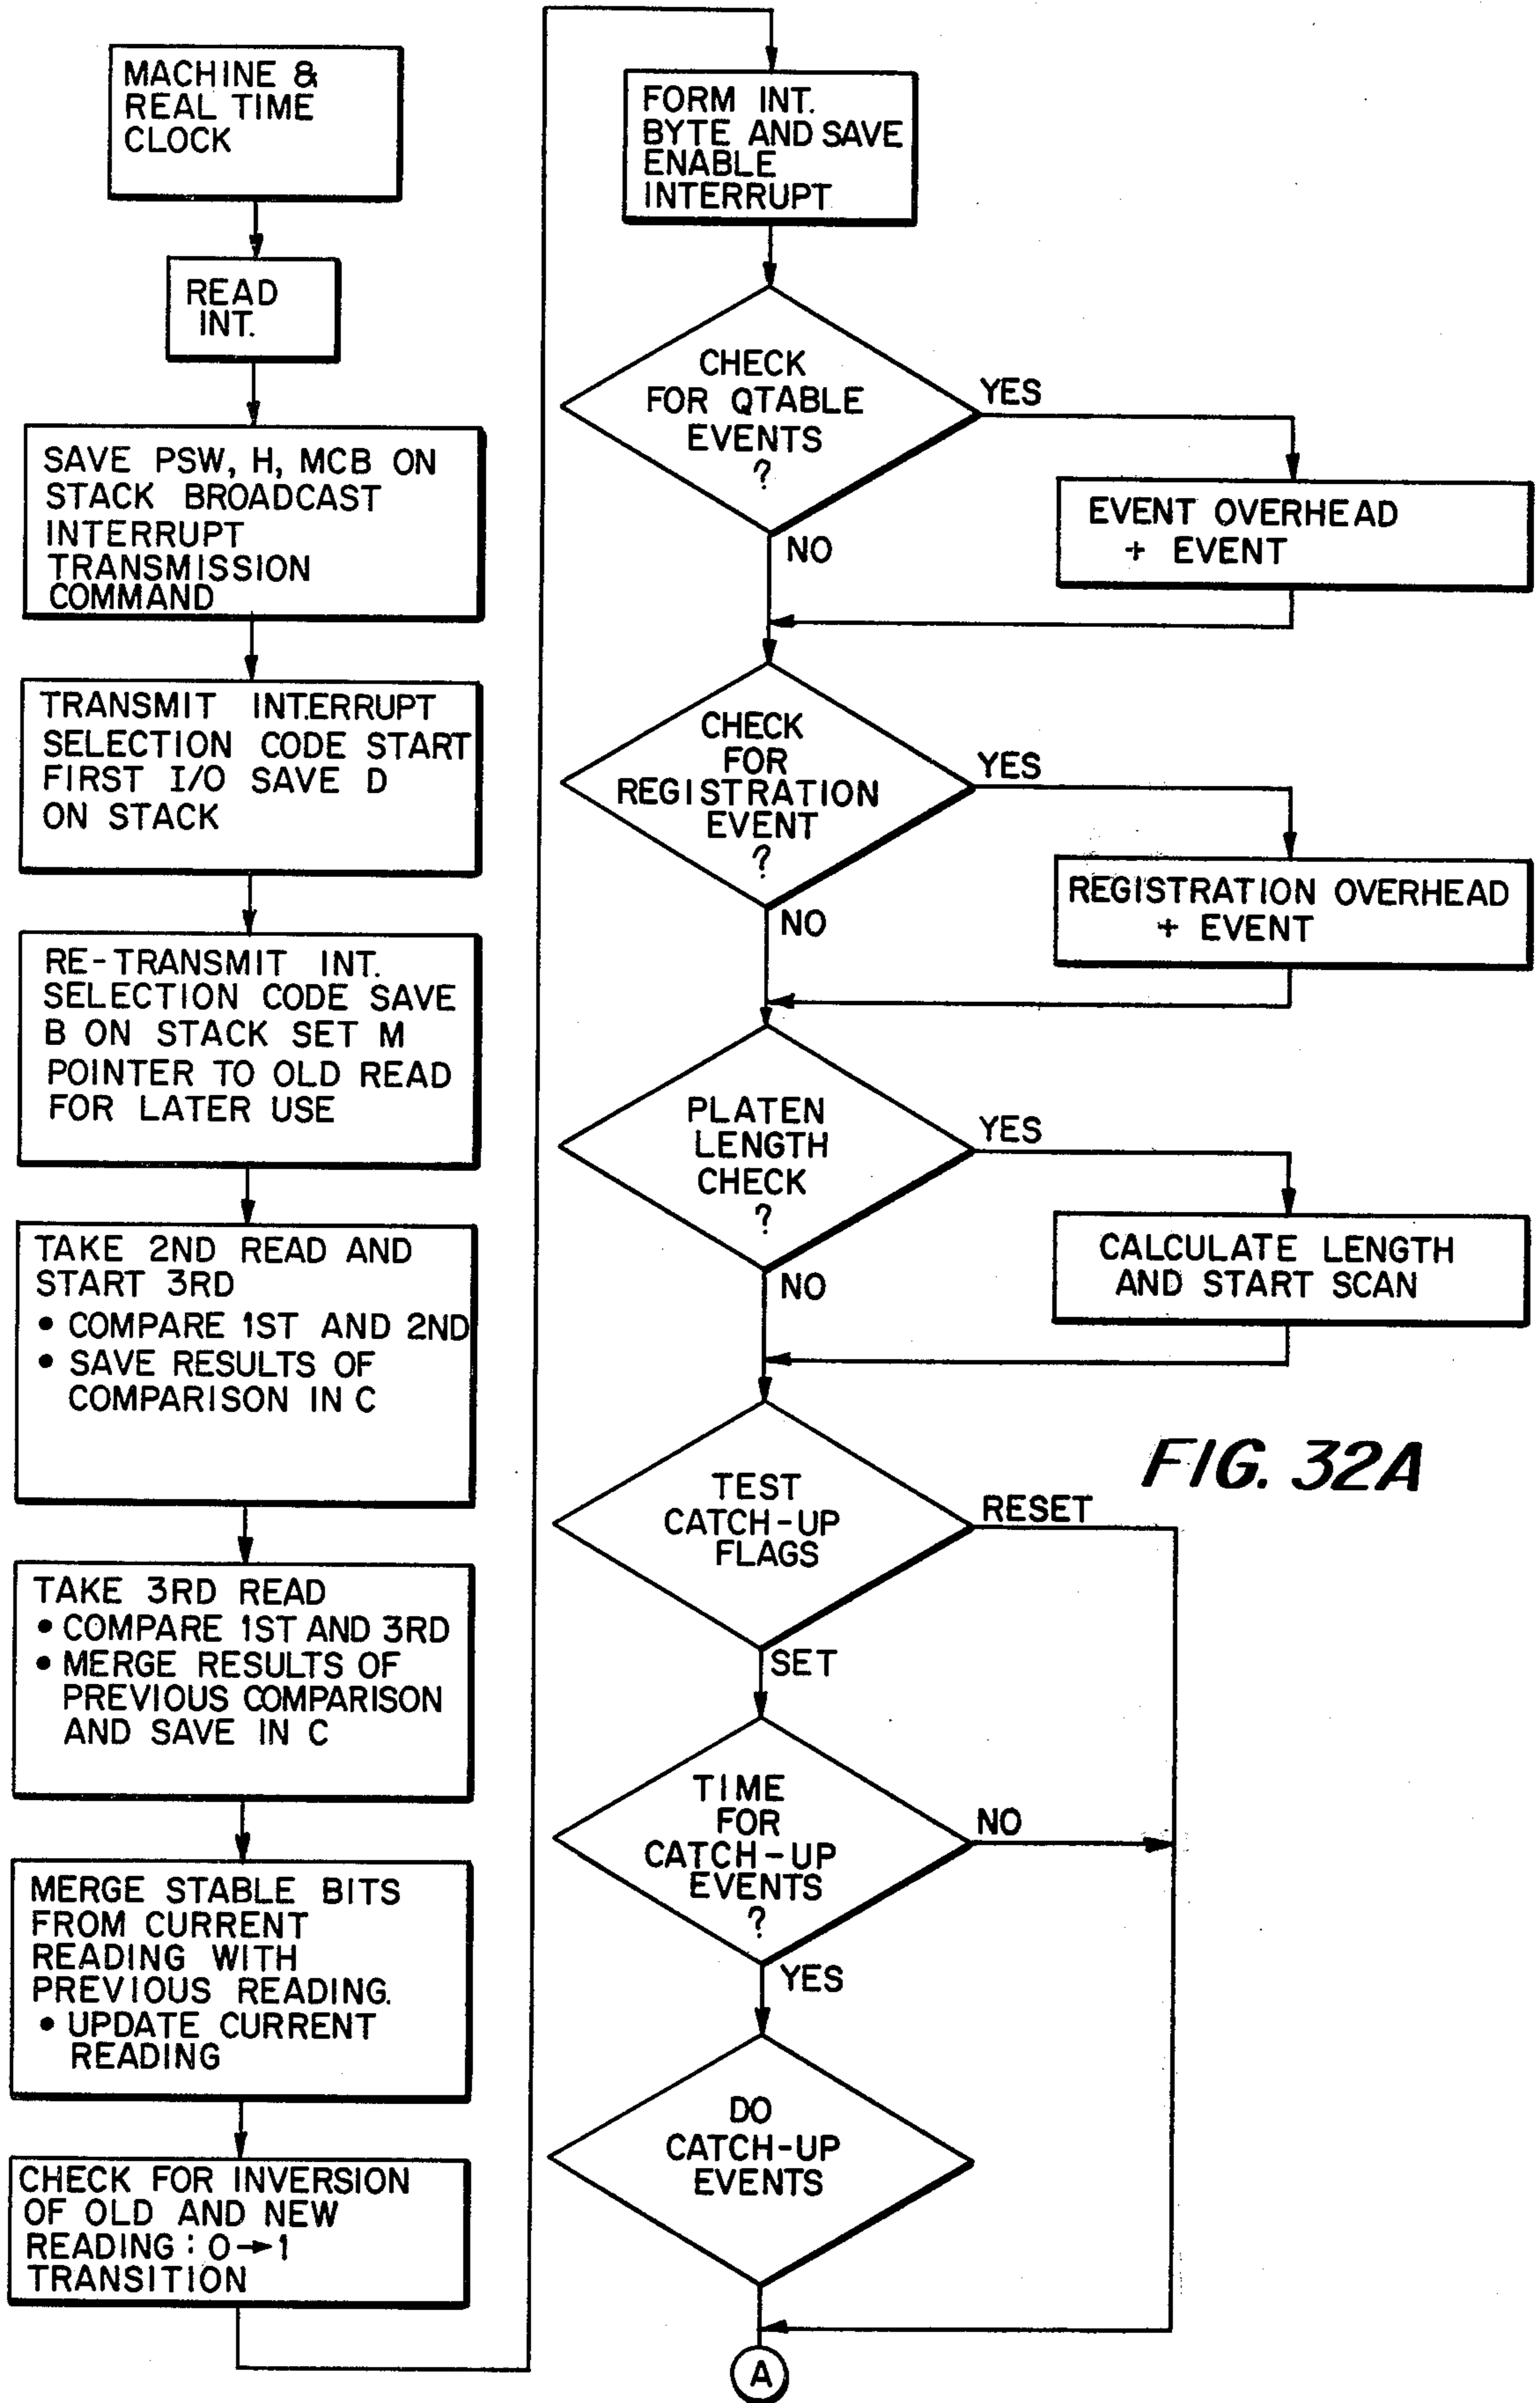 MACHINE &
REAL TIME
CLOCK
READ
INT.
SAVE PSW, H, MCB ON
STACK BROADCAST
INTERRUPT
TRANSMISSION
COMMAND
TRANSMIT INT.ERRUPT
SELECTION CODE START
FIRST I/O SAVE D
ON STACK
RE-TRANSMIT INT.
SELECTION CODE SAVE
B ON STACK SET M
POINTER TO OLD READ
FOR LATER USE
TAKE 2ND READ AND
START 3RD
• COMPARE 1ST AND 2ND
• SAVE RESULTS OF
COMPARISON IN C
TAKE 3RD READ
• COMPARE 1ST AND 3RD
• MERGE RESULTS OF
PREVIOUS COMPARISON
AND SAVE IN C
MERGE STABLE BITS
FROM CURRENT
READING WITH
PREVIOUS READING.
• UPDATE CURRENT
READING
CHECK FOR INVERSION
OF OLD AND NEW
READING : 0→1
TRANSITION
FORM INT.
BYTE AND SAVE
ENABLE
INTERRUPT
CHECK
FOR QTABLE
EVENTS
?
YES
NO
EVENT OVERHEAD
+ EVENT
CHECK
FOR
REGISTRATION
EVENT
?
YES
NO
REGISTRATION OVERHEAD
+ EVENT
PLATEN
LENGTH
CHECK
?
YES
NO
CALCULATE LENGTH
AND START SCAN
FIG. 32A
TEST
CATCH-UP
FLAGS
RESET
SET
TIME
FOR
CATCH-UP
EVENTS
?
NO
YES
DO
CATCH-UP
EVENTS
A